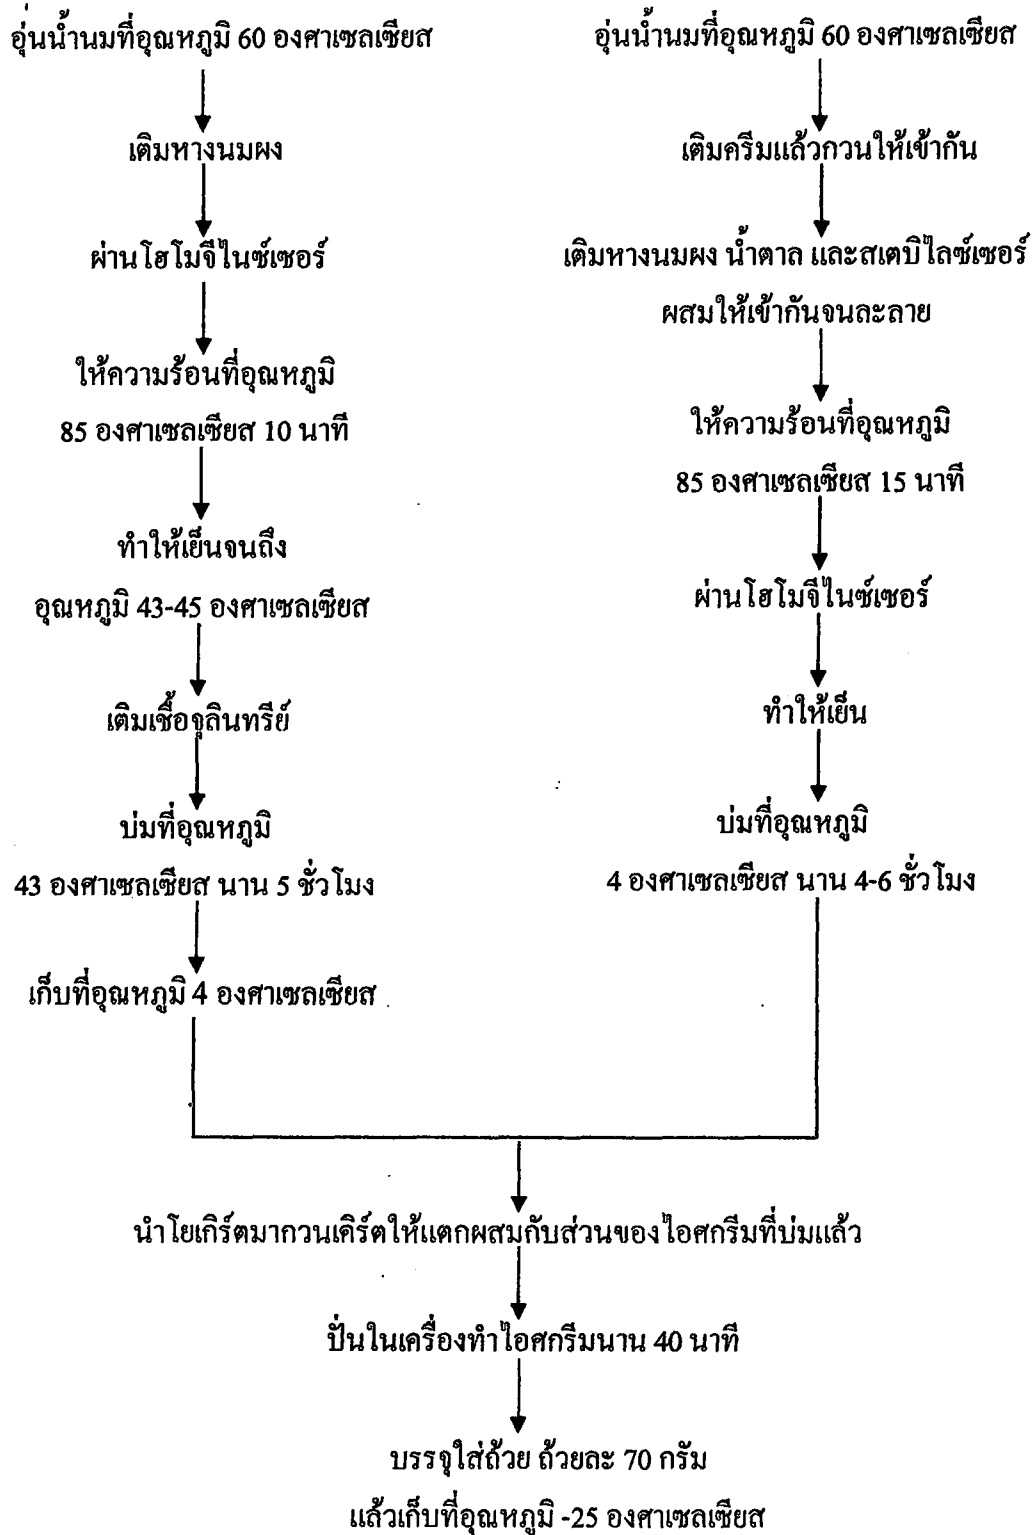 อุ่นน้ำนมที่อุณหภูมิ 60 องศาเซลเซียส
เติมหางนมผง
ผ่านโฮโมจีไนซ์เซอร์
ให้ความร้อนที่อุณหภูมิ
85 องศาเซลเซียส 10 นาที
ทำให้เย็นจนถึง
อุณหภูมิ 43-45 องศาเซลเซียส
เติมเชื้อจุลินทรีย์
บ่มที่อุณหภูมิ
43 องศาเซลเซียส นาน 5 ชั่วโมง
เก็บที่อุณหภูมิ 4 องศาเซลเซียส
อุ่นน้ำนมที่อุณหภูมิ 60 องศาเซลเซียส
เติมครีมแล้วกวนให้เข้ากัน
เติมหางนมผง น้ำตาล และสเตบิไลซ์เซอร์
ผสมให้เข้ากันจนละลาย
ให้ความร้อนที่อุณหภูมิ
85 องศาเซลเซียส 15 นาที
ผ่านโฮโมจีไนซ์เซอร์
ทำให้เย็น
บ่มที่อุณหภูมิ
4 องศาเซลเซียส นาน 4-6 ชั่วโมง
นำโยเกิร์ตมากวนเคิร์ตให้แตกผสมกับส่วนของไอศกรีมที่บ่มแล้ว
ปั่นในเครื่องทำไอศกรีมนาน 40 นาที
บรรจุใส่ถ้วย ถ้วยละ 70 กรัม
แล้วเก็บที่อุณหภูมิ -25 องศาเซลเซียส